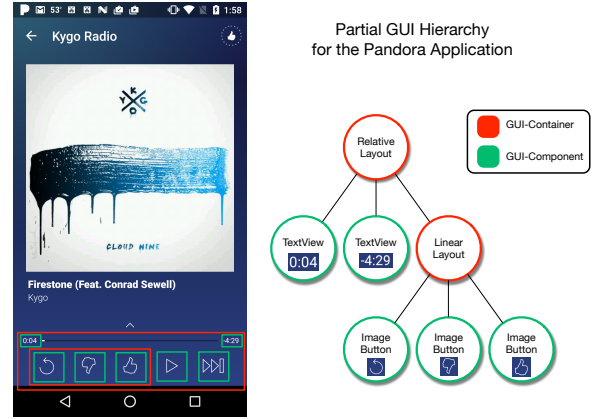 53°
1:58
Kygo Radio
K
Y G
O
CLOUD NINE
Firestone (Feat. Conrad Sewell)
Kygo
0:04
-4:29
Partial GUI Hierarchy
for the Pandora Application
GUI-Container
GUI-Component
Relative
Layout
TextView
0:04
TextView
-4:29
Linear
Layout
Image
Button
Image
Button
Image
Button